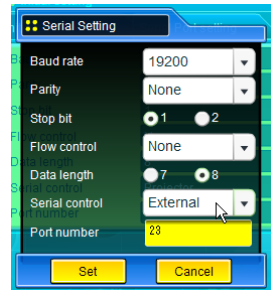 Serial Setting
Baud rate 19200
Parity None
Stop bit 1 2
Flow control None
Data length 7 8
Serial control External
Port number 23
Set Cancel